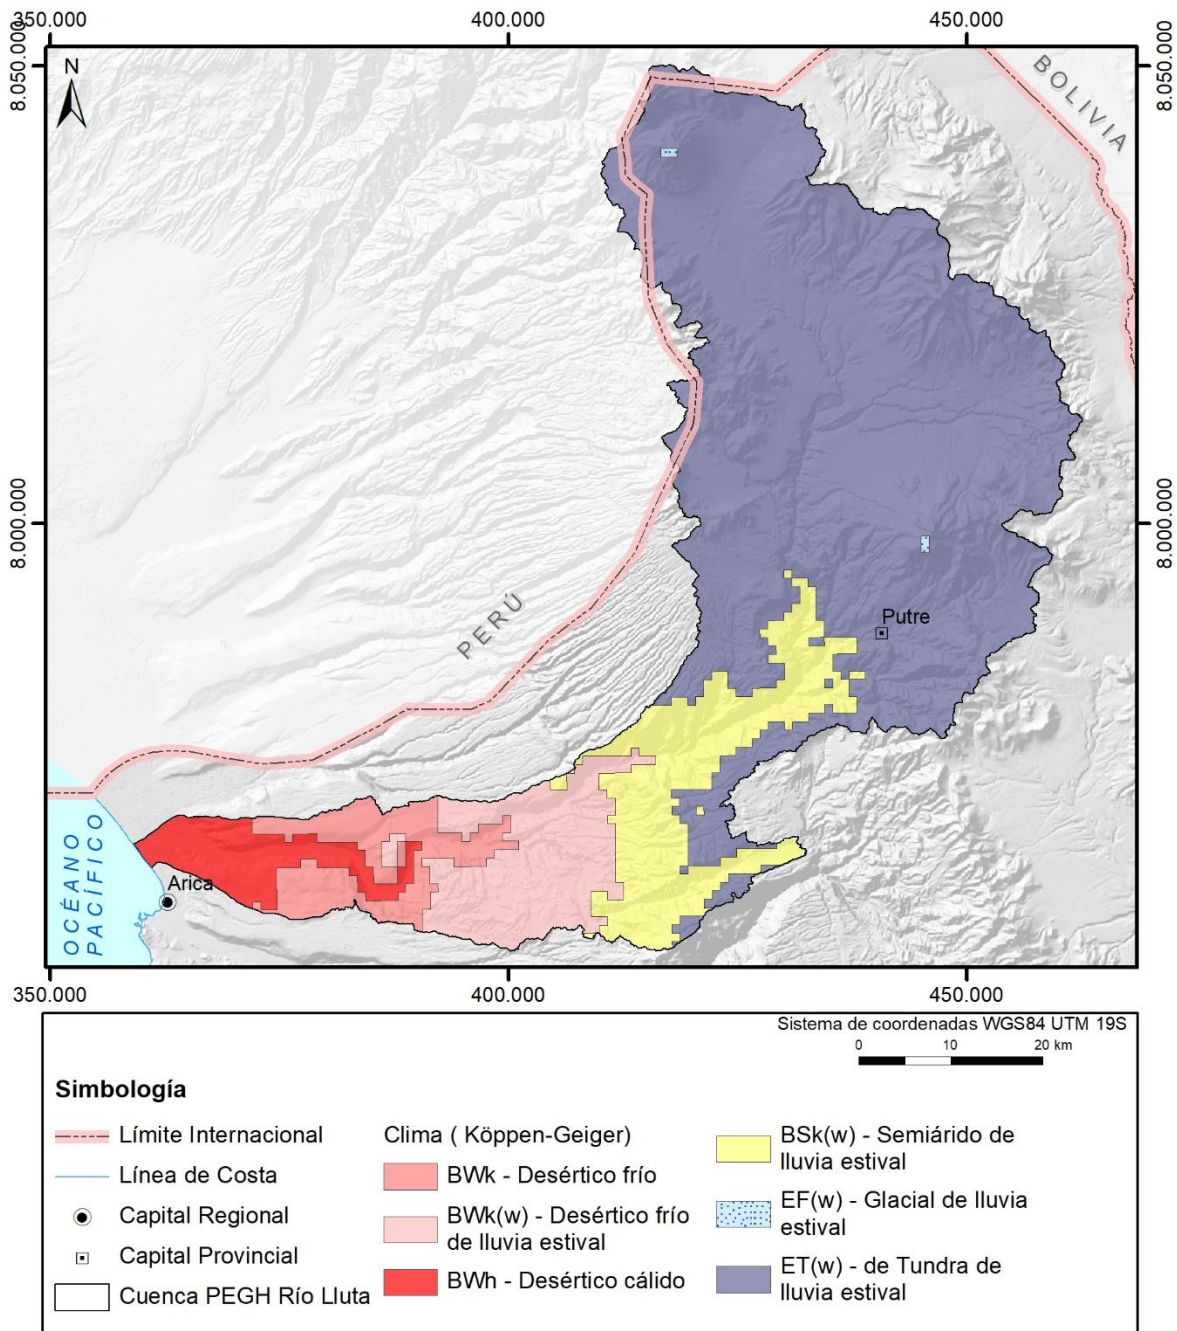 350.000
400.000
450.000
8.050.000
8.050.000
N
BOLIVIA
8.000.000
8.000.000
Putre
PERÚ
OCÉANO
PACÍFICO
Arica
350.000
400.000
450.000
Sistema de coordenadas WGS84 UTM 19S
0 10 20 km
Simbología
Límite Internacional
Línea de Costa
Capital Regional
Capital Provincial
Cuenca PEGH Río Lluta
Clima ( Köppen-Geiger)
BWk - Desértico frío
BWk(w) - Desértico frío
de lluvia estival
BWh - Desértico cálido
BSk(w) - Semiárido de
lluvia estival
EF(w) - Glacial de lluvia
estival
ET(w) - de Tundra de
lluvia estival